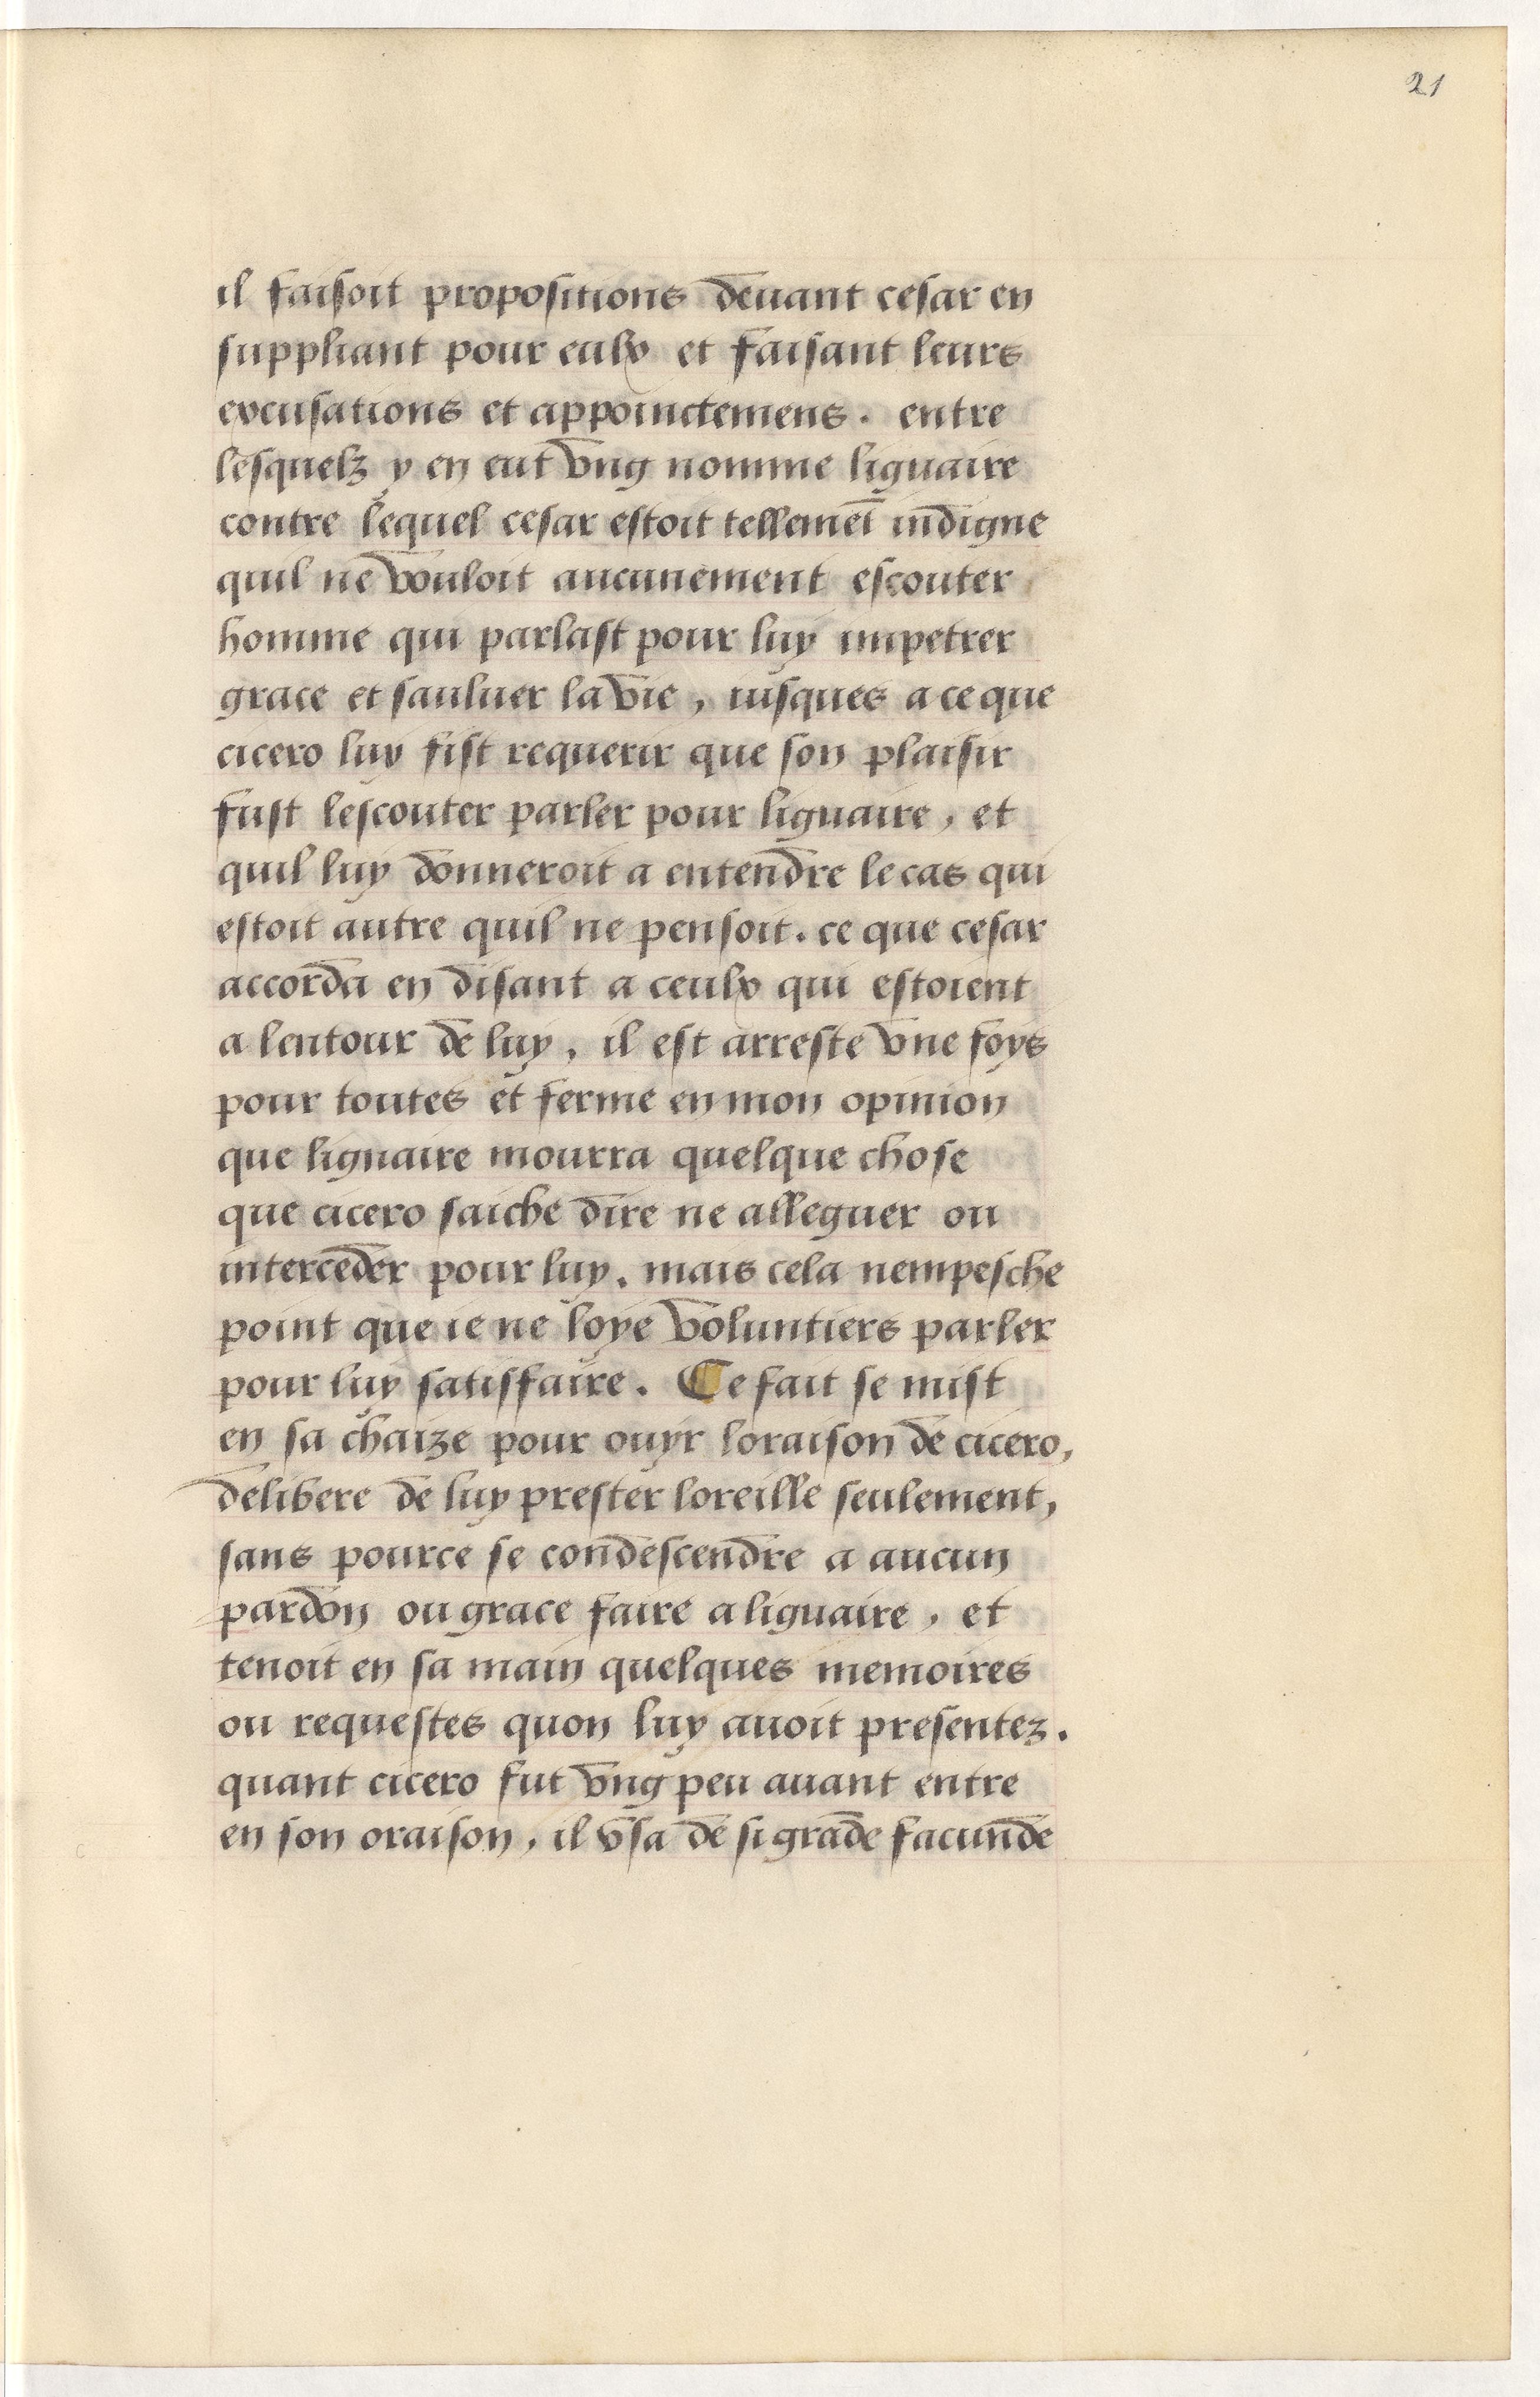 21
il faisoit propositions deuant cesar en
suppliant pour eulx et faisant leurs
excusations et appoinctemens. entre
lesquelz y en eut vng nomme liguaire
contre lequel cesar estoit tellemēt indigne
quil ne vouloit aucunement escouter
homme qui parlast pour luy impetrer
grace et sauluer la vie, iusques a ce que
cicero luy fist requerir que son plaisir
fust lescouter parler pour liguaire, et
quil luy donneroit a entendre le cas qui
estoit autre quil ne pensoit. ce que cesar
accorda en disant a ceulx qui estoient
a lentour de luy, il est arreste vne foys
pour toutes et ferme en mon opinion
que liguaire mourra quelque chose
que cicero saiche dire ne alleguer ou
interceder pour luy. mais cela nempesche
point que ie ne loye voluntiers parler
pour luy satisfaire. Ce fait se mist
en sa chaize pour ouyr loraison de cicero,
delibere de luy prester loreille seulement,
sans pource se condescendre a aucun
pardon ou grace faire a liguaire, et
tenoit en sa main quelques memoires
ou requestes quon luy auoit presentez.
quant cicero fut vng peu auant entre
en son oraison, il vsa de si grāde facunde